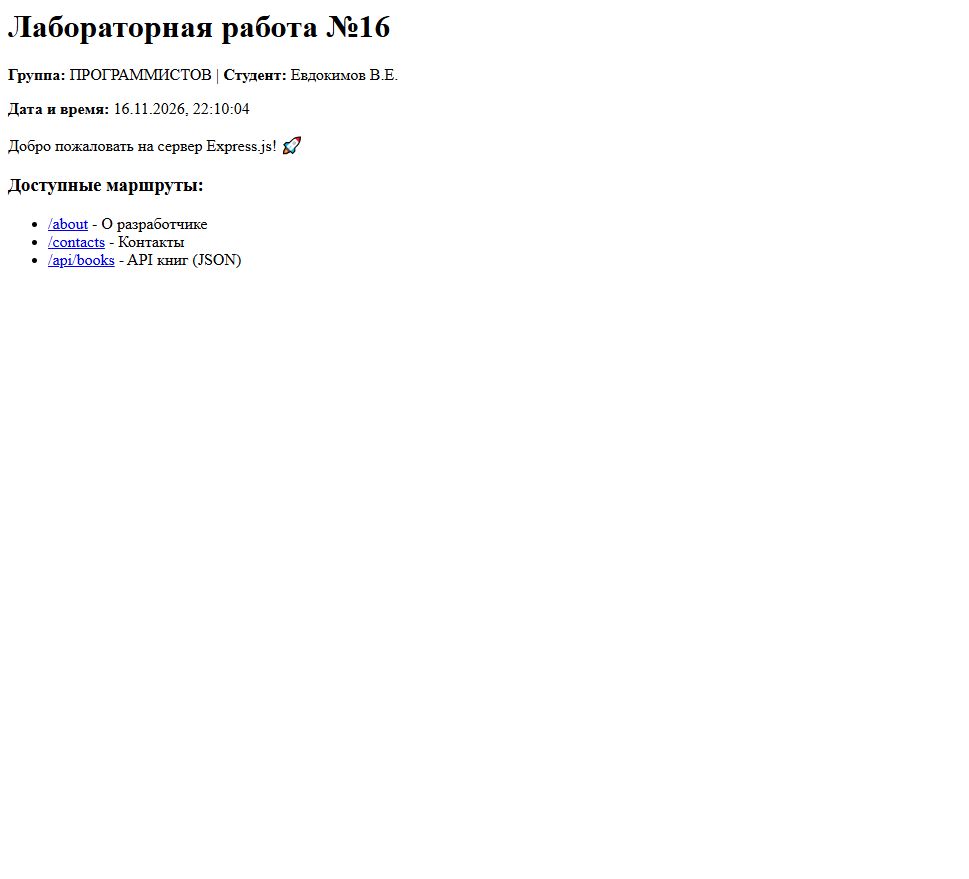 Лабораторная работа №16
Группа: ПРОГРАММИСТОВ | Студент: Евдокимов В.Е.
Дата и время: 16.11.2026, 22:10:04
Добро пожаловать на сервер Express.js! 🚀
Доступные маршруты:
• /about - О разработчике
• /contacts - Контакты
• /api/books - API книг (JSON)